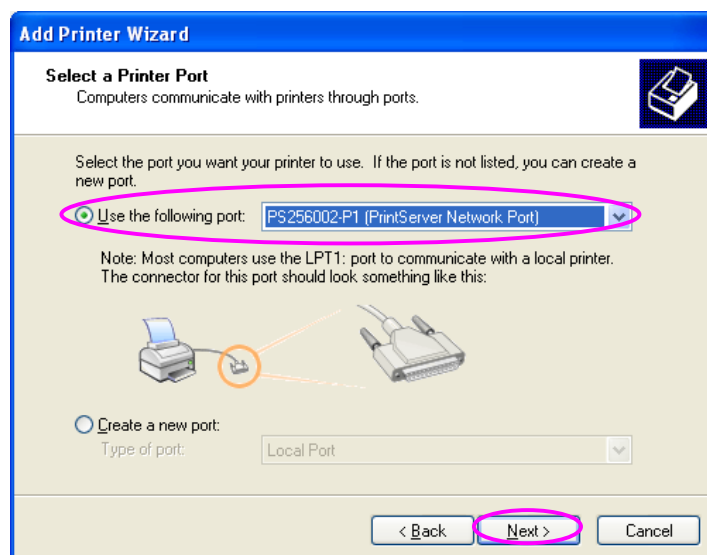 Add Printer Wizard
Select a Printer Port
Computers communicate with printers through ports.
Select the port you want your printer to use.  If the port is not listed, you can create a
new port.
Use the following port:
PS256002-P1 (PrintServer Network Port)
Note: Most computers use the LPT1: port to communicate with a local printer.
The connector for this port should look something like this:
Create a new port:
Type of port:
Local Port
< Back
Next >
Cancel